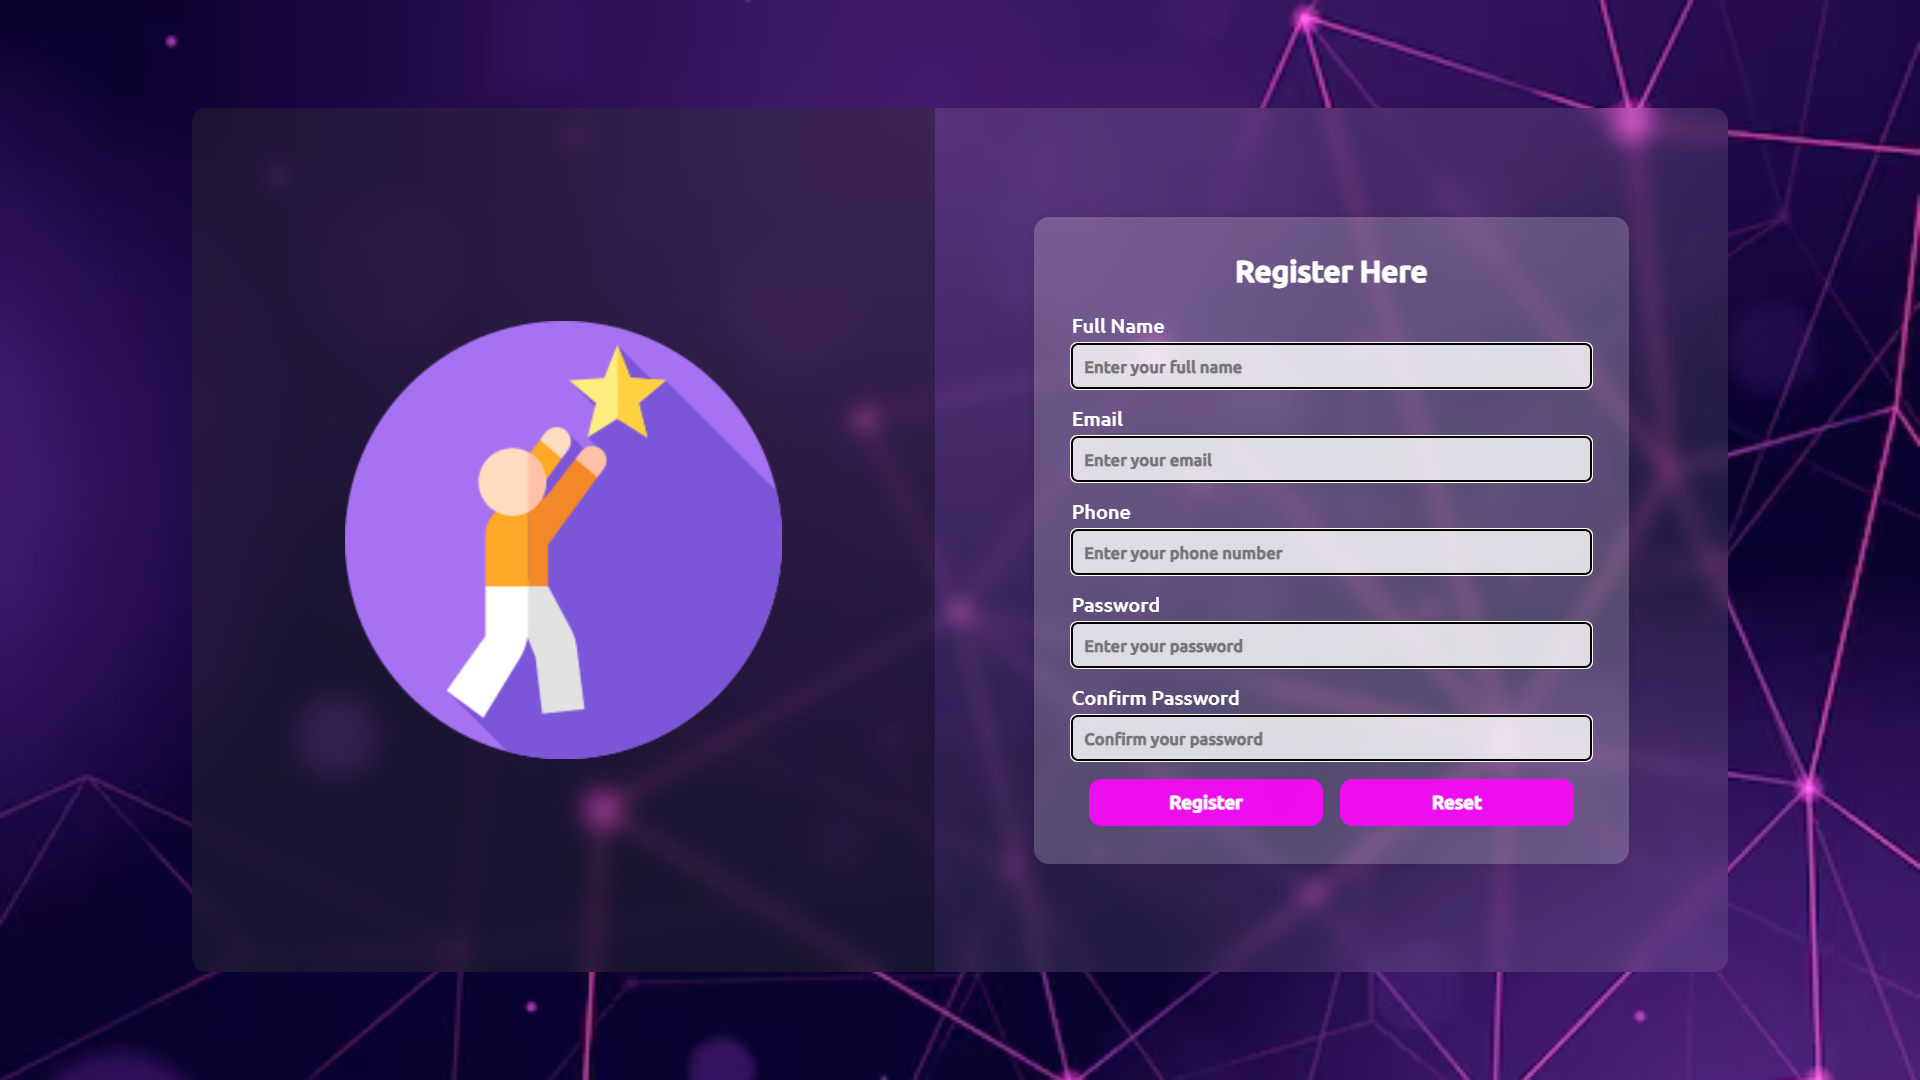 Register Here
Full Name
Enter your full name
Email
Enter your email
Phone
Enter your phone number
Password
Enter your password
Confirm Password
Confirm your password
Register Reset